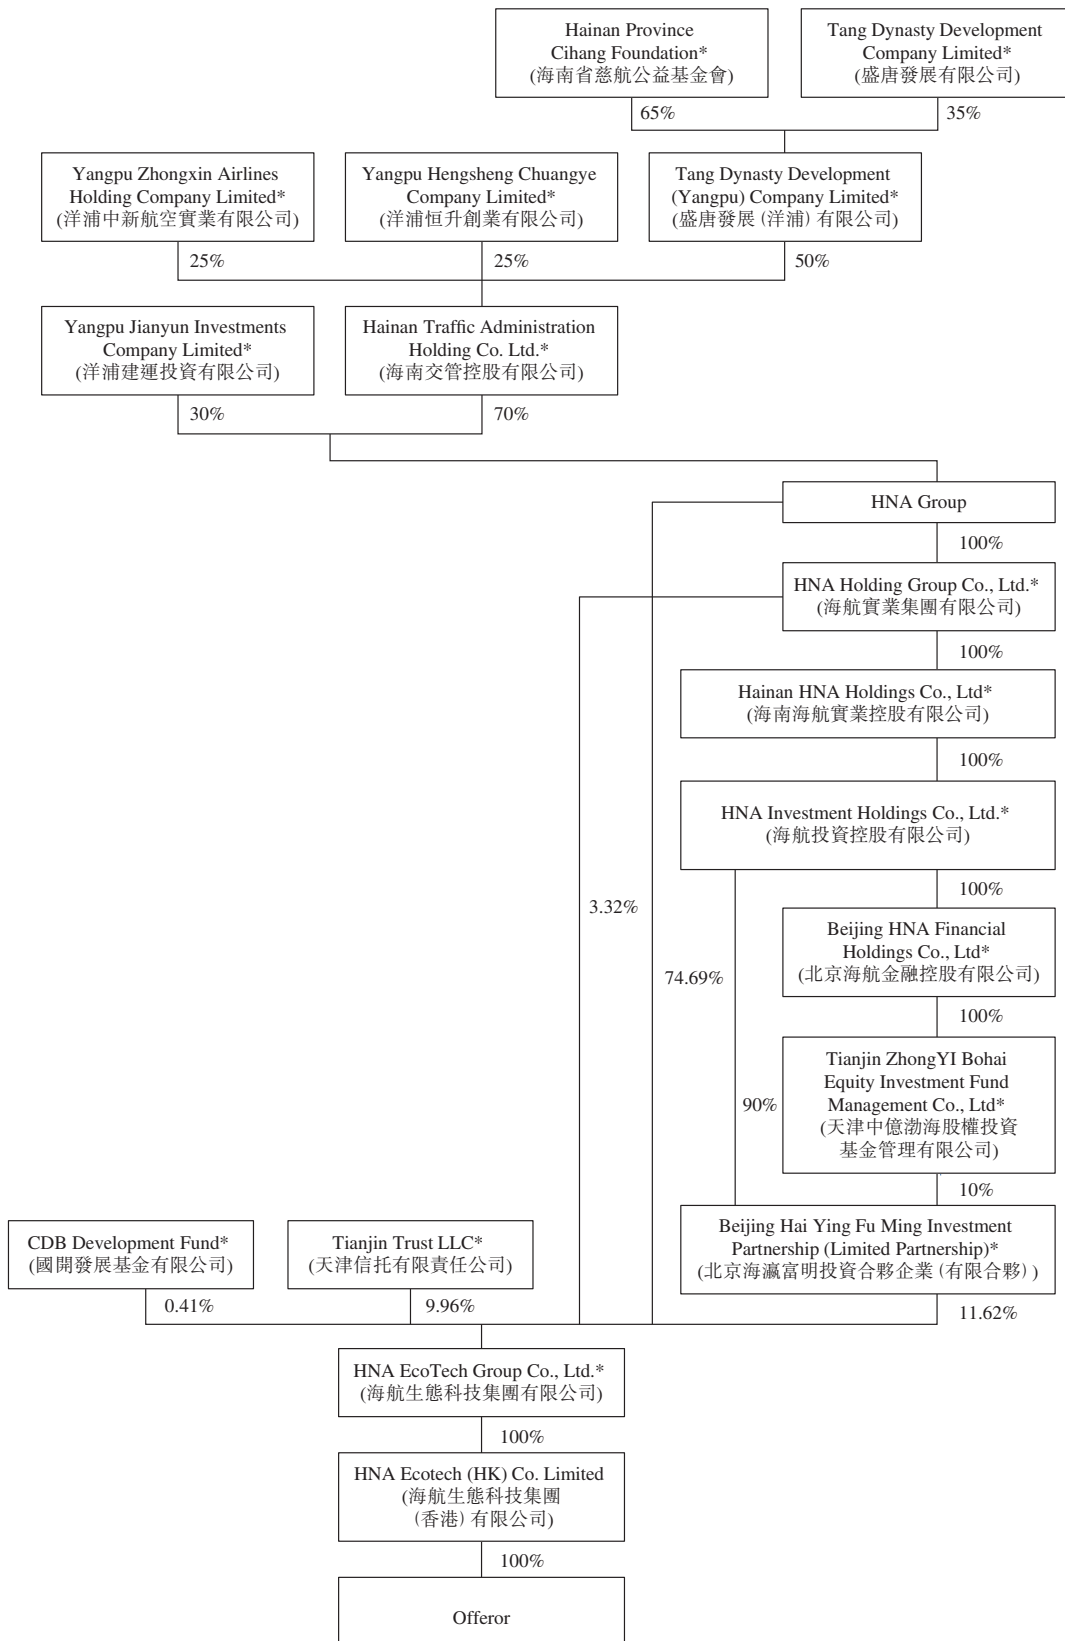 Hainan Province
Cihang Foundation*
(海南省慈航公益基金會)
Tang Dynasty Development
Company Limited*
(盛唐發展有限公司)
65%
35%
Yangpu Zhongxin Airlines
Holding Company Limited*
(洋浦中新航空實業有限公司)
Yangpu Hengsheng Chuangye
Company Limited*
(洋浦恒升創業有限公司)
Tang Dynasty Development
(Yangpu) Company Limited*
(盛唐發展(洋浦)有限公司)
25%
25%
50%
Yangpu Jianyun Investments
Company Limited*
(洋浦建運投資有限公司)
Hainan Traffic Administration
Holding Co. Ltd.*
(海南交管控股有限公司)
30%
70%
HNA Group
100%
HNA Holding Group Co., Ltd.*
(海航實業集團有限公司)
100%
Hainan HNA Holdings Co., Ltd*
(海南海航實業控股有限公司)
100%
HNA Investment Holdings Co., Ltd.*
(海航投資控股有限公司)
100%
3.32%
74.69%
Beijing HNA Financial
Holdings Co., Ltd*
(北京海航金融控股有限公司)
100%
Tianjin ZhongYI Bohai
Equity Investment Fund
Management Co., Ltd*
(天津中億渤海股權投資
基金管理有限公司)
90%
10%
CDB Development Fund*
(國開發展基金有限公司)
Tianjin Trust LLC*
(天津信托有限責任公司)
Beijing Hai Ying Fu Ming Investment
Partnership (Limited Partnership)*
(北京海瀛富明投資合夥企業(有限合夥))
0.41%
9.96%
11.62%
HNA EcoTech Group Co., Ltd.*
(海航生態科技集團有限公司)
100%
HNA Ecotech (HK) Co. Limited
(海航生態科技集團
(香港)有限公司)
100%
Offeror